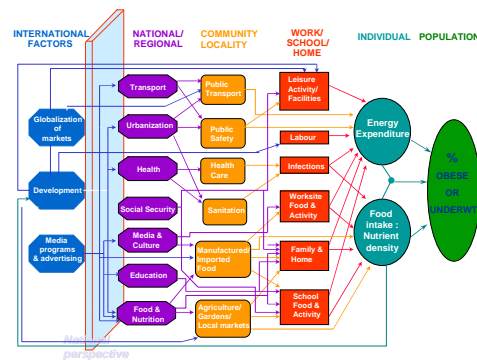 INTERNATIONAL
FACTORS
NATIONAL/
REGIONAL
COMMUNITY
LOCALITY
WORK/
SCHOOL/
HOME
INDIVIDUAL
POPULATION
Globalization
of
markets
Development
Media
programs
& advertising
Transport
Urbanization
Health
Social Security
Media &
Culture
Education
Food &
Nutrition
Public
Transport
Public
Safety
Health
Care
Sanitation
Manufactured/
Imported
Food
Agriculture/
Gardens/
Local markets
Leisure
Activity/
Facilities
Labour
Infections
Worksite
Food &
Activity
Family &
Home
School
Food &
Activity
Energy
Expenditure
Food
intake :
Nutrient
density
%
OBESE
OR
UNDERWT
National
perspective